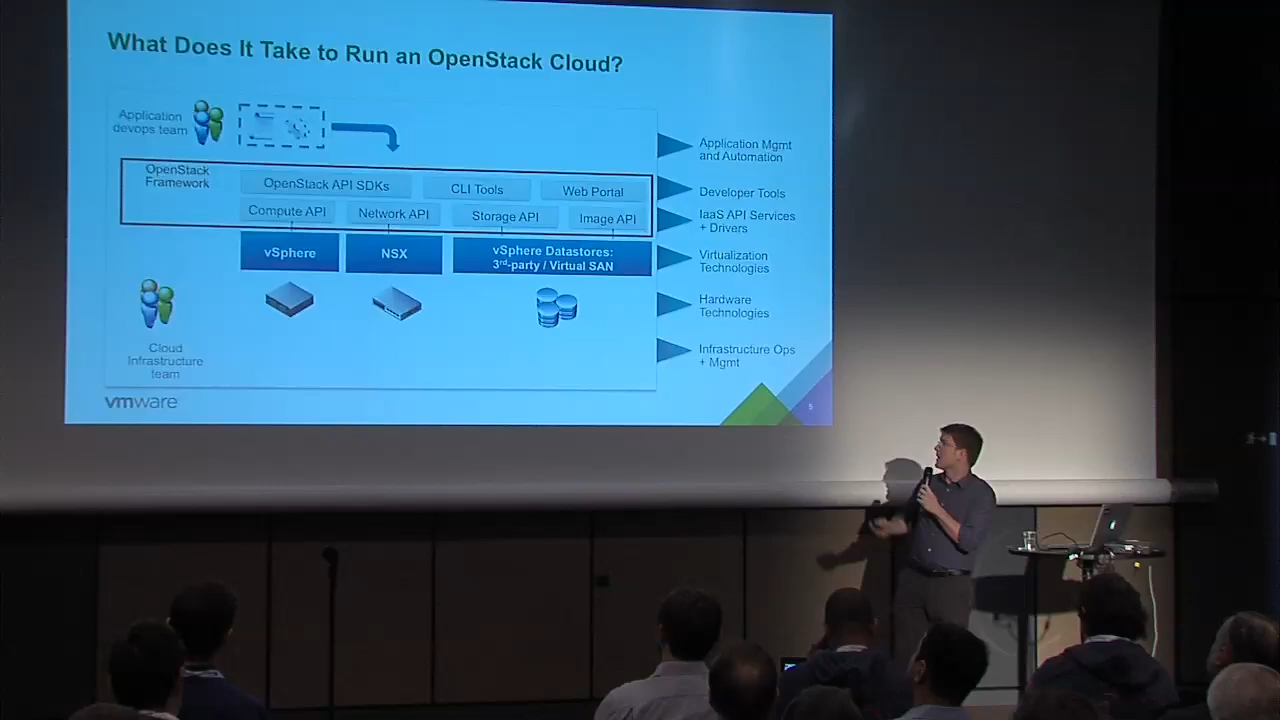 What Does It Take to Run an OpenStack Cloud?
Application
devops team
OpenStack
Framework
OpenStack API SDKs
CLI Tools
Web Portal
Compute API
Network API
Storage API
Image API
vSphere
NSX
vSphere Datastores:
3rd-party / Virtual SAN
Cloud
Infrastructure
team
Application Mgmt
and Automation
Developer Tools
IaaS API Services
+ Drivers
Virtualization
Technologies
Hardware
Technologies
Infrastructure Ops
+ Mgmt
vmware
5